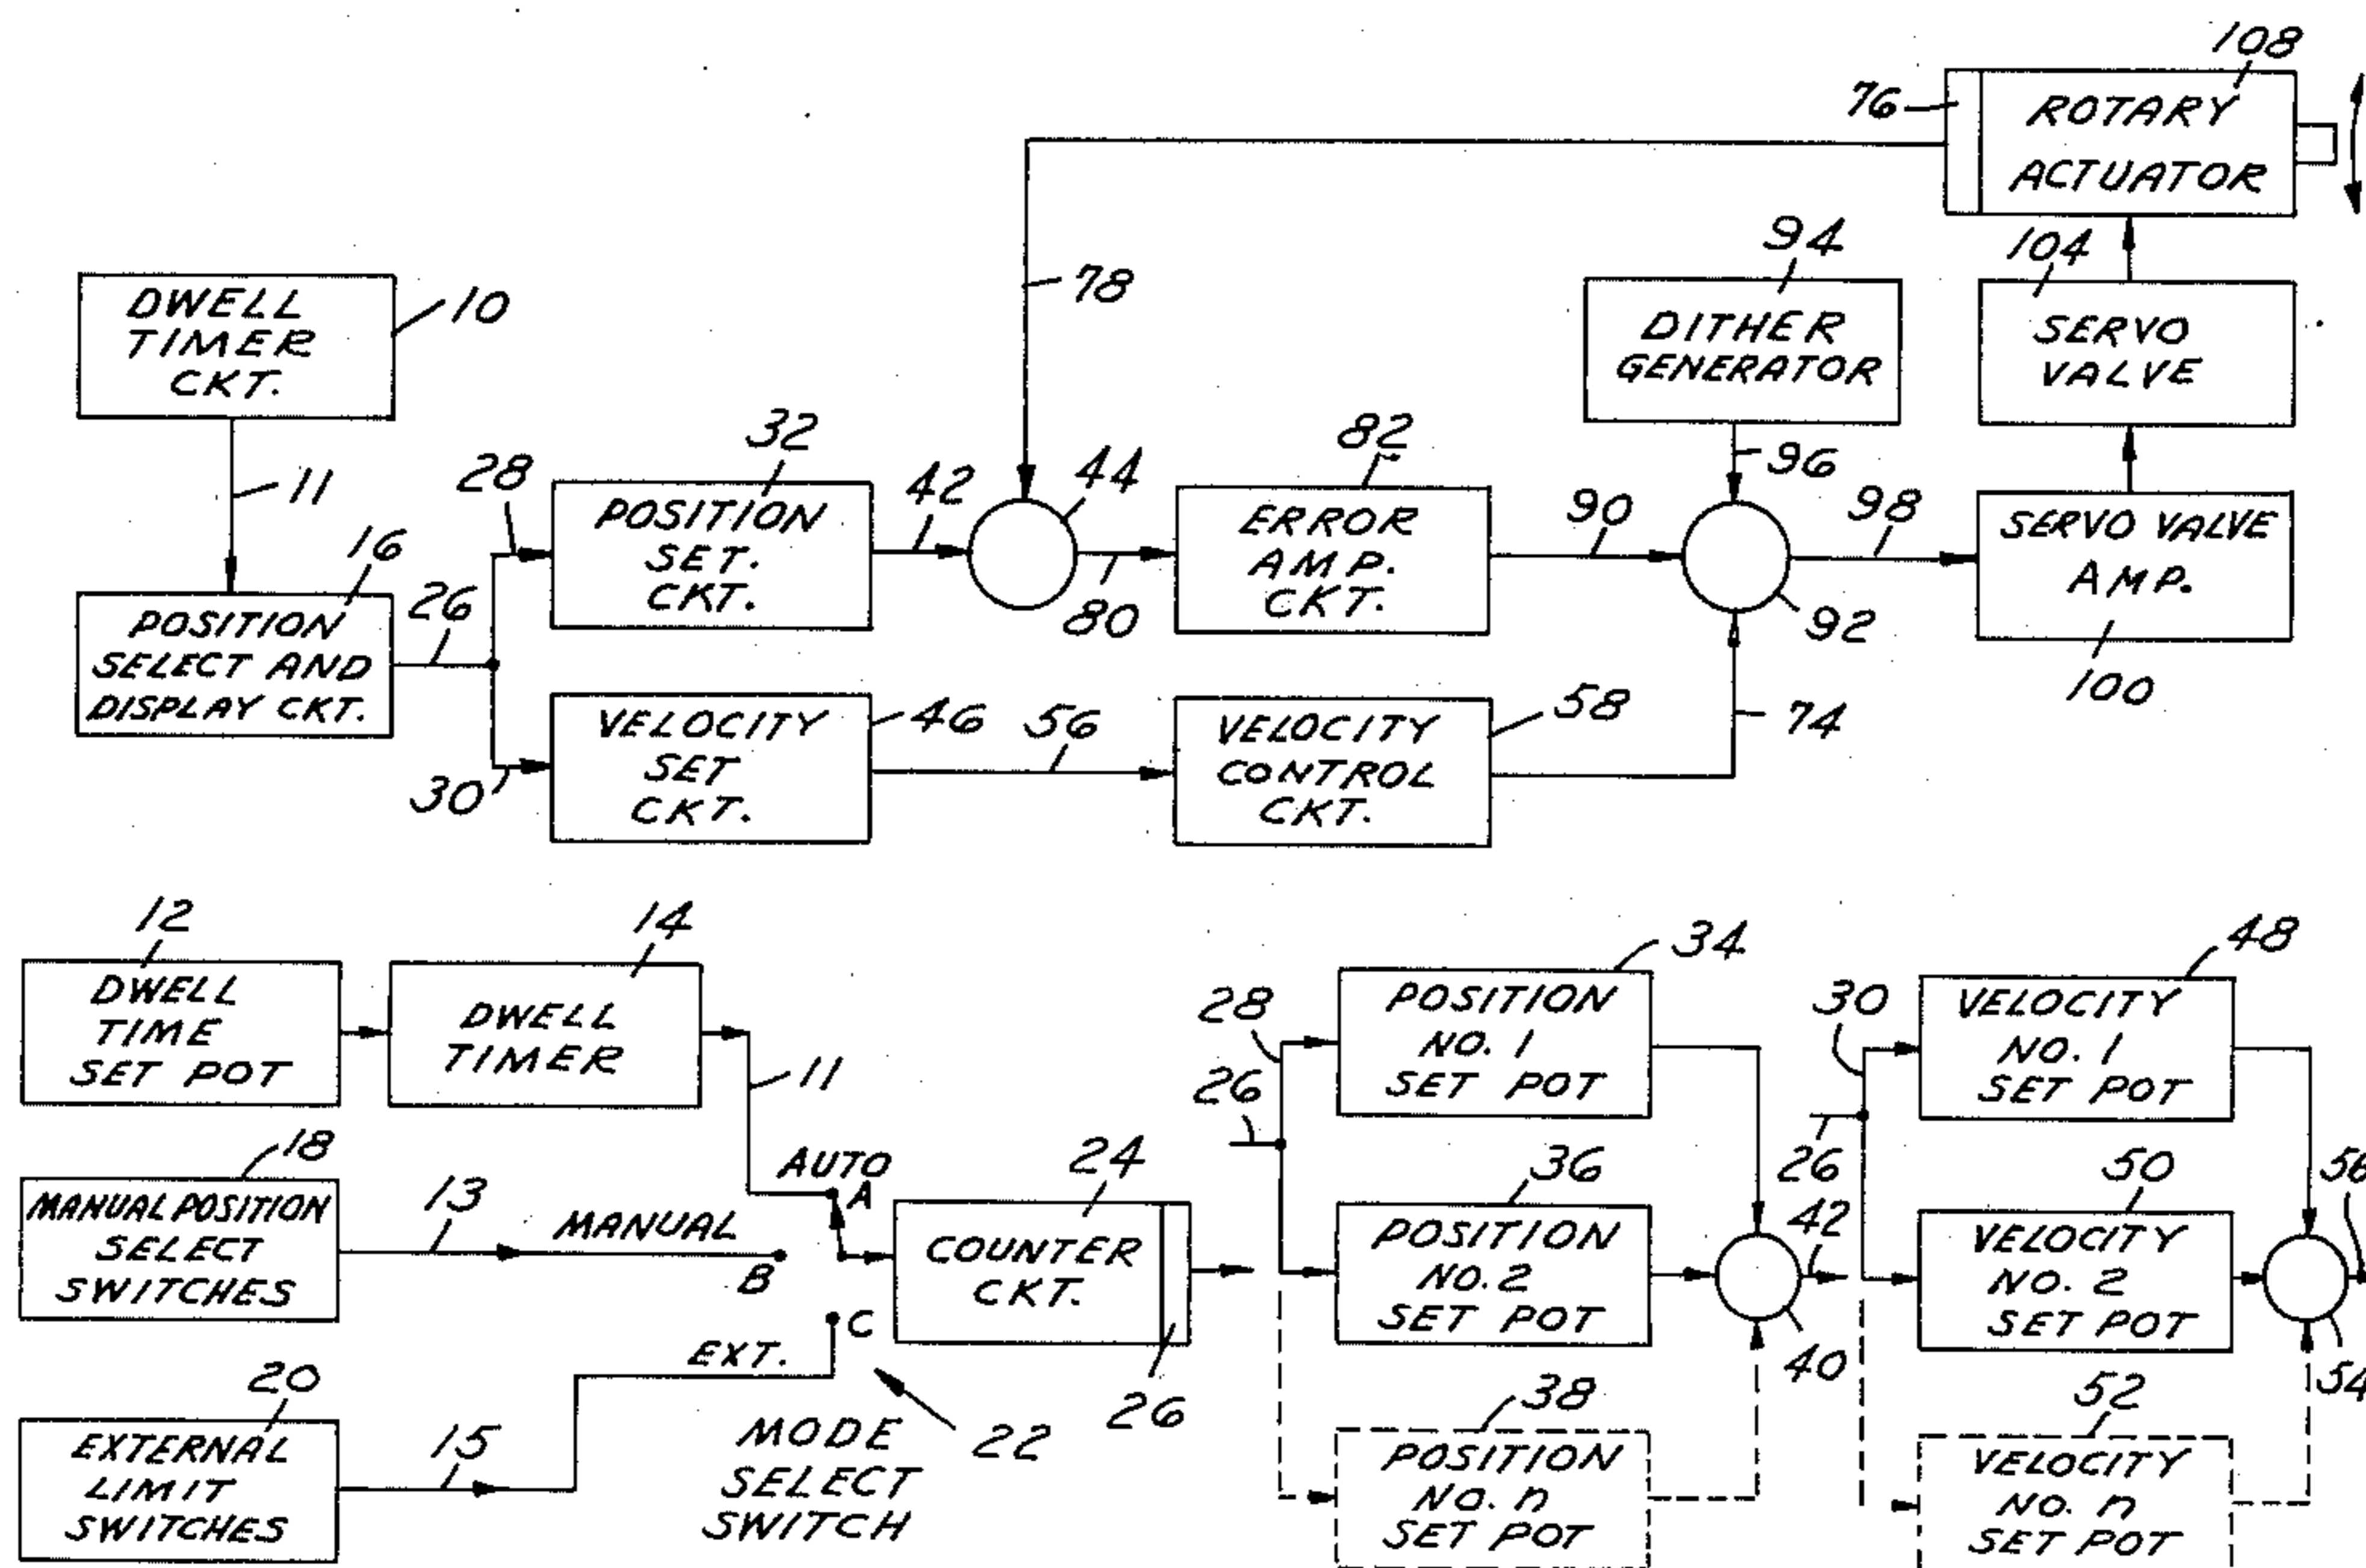 108
76
ROTARY
ACTUATOR
94
104
78
DWELL
TIMER
CKT.
10
DITHER
GENERATOR
SERVO
VALVE
32
82
11
28
42
44
96
POSITION
SET.
CKT.
ERROR
AMP.
CKT.
90
98
SERVO VALVE
AMP.
16
26
80
92
POSITION
SELECT AND
DISPLAY CKT.
100
46
56
58
74
30
VELOCITY
SET
CKT.
VELOCITY
CONTROL
CKT.
12
14
34
48
DWELL
TIME
SET POT
DWELL
TIMER
11
28
POSITION
NO. 1
SET POT
30
VELOCITY
NO. 1
SET POT
26
26
18
MANUAL POSITION
SELECT
SWITCHES
13
MANUAL
B
AUTO
A
24
COUNTER
CKT.
26
36
POSITION
NO. 2
SET POT
42
40
50
VELOCITY
NO. 2
SET POT
56
54
20
EXTERNAL
LIMIT
SWITCHES
15
EXT.
C
MODE
SELECT
SWITCH
22
38
POSITION
NO. n
SET POT
52
VELOCITY
NO. n
SET POT